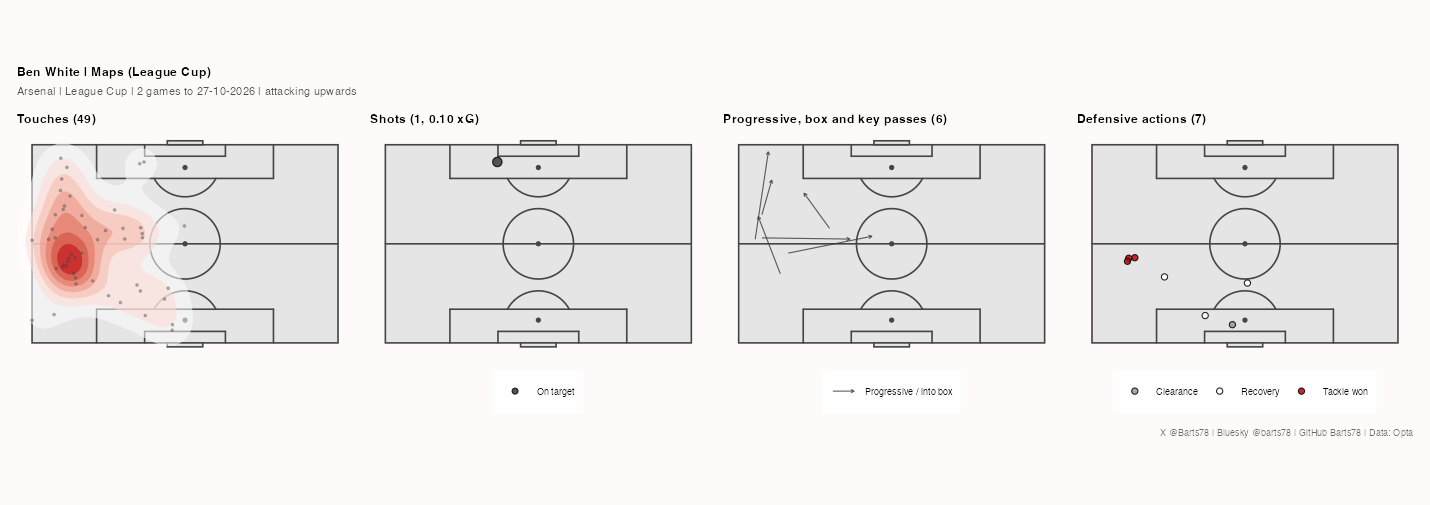 Ben White | Maps (League Cup)
Arsenal | League Cup | 2 games to 27-10-2026 | attacking upwards
Touches (49)
Shots (1, 0.10 xG)
Progressive, box and key passes (6)
Defensive actions (7)
On target
Progressive / into box
Clearance
Recovery
Tackle won
X @Barts78 | Bluesky @barts78 | GitHub Barts78 | Data: Opta